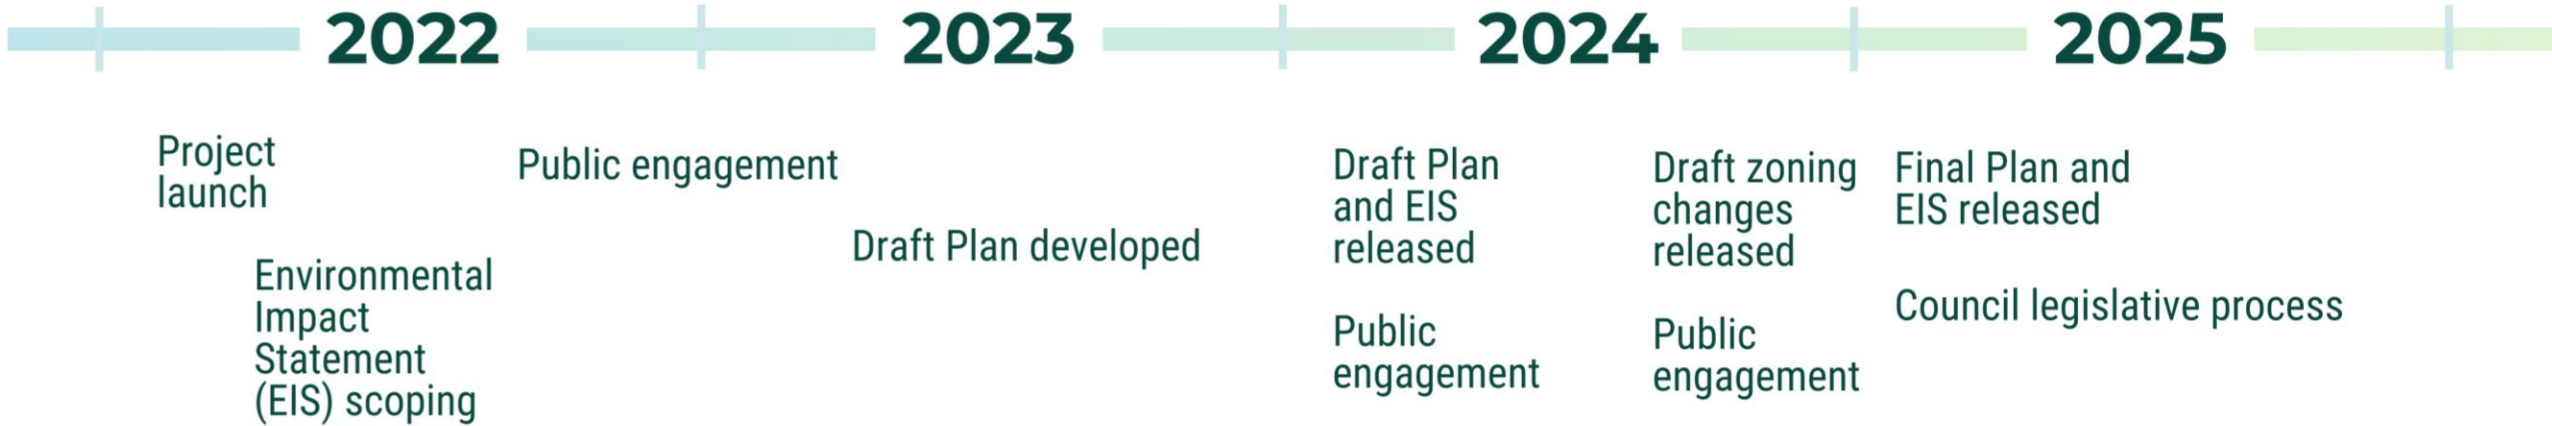 2022
2023
2024
2025
Project
launch
Environmental
Impact
Statement
(EIS) scoping
Public engagement
Draft Plan developed
Draft Plan
and EIS
released
Public
engagement
Draft zoning
changes
released
Public
engagement
Final Plan and
EIS released
Council legislative process